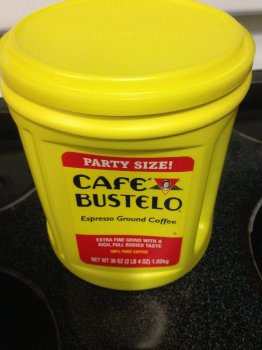 PARTY SIZE!
CAFÉ
BUSTELO
Espresso Ground Coffee
EXTRA FINE GRIND WITH A
RICH, FULL BODIED TASTE
100% PURE COFFEE
NET WT 36 OZ (2 LB 4 OZ) 1.02kg